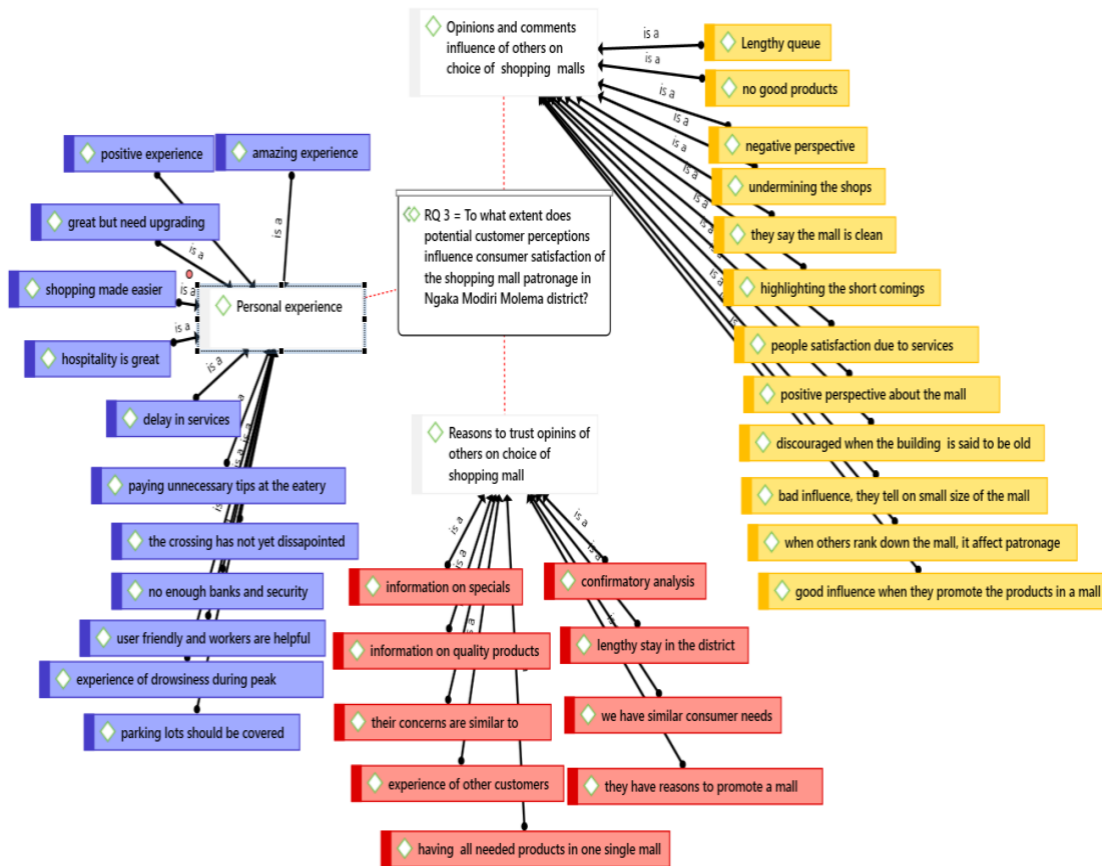 Opinions and comments
influence of others on
choice of shopping malls
is a
Lengthy queue
is a
no good products
is a
negative perspective
is a
undermining the shops
is a
they say the mall is clean
is a
highlighting the short comings
is a
people satisfaction due to services
is a
positive perspective about the mall
is a
discouraged when the building is said to be old
bad influence, they tell on small size of the mall
when others rank down the mall, it affect patronage
good influence when they promote the products in a mall
RQ 3 = To what extent does
potential customer perceptions
influence consumer satisfaction of
the shopping mall patronage in
Ngaka Modiri Molema district?
positive experience
amazing experience
is a
great but need upgrading
is a
shopping made easier
is a
Personal experience
is a
hospitality is great
is a
delay in services
paying unnecessary tips at the eatery
the crossing has not yet dissapointed
no enough banks and security
user friendly and workers are helpful
experience of drowsiness during peak
parking lots should be covered
Reasons to trust opinins of
others on choice of
shopping mall
is a
is a
is a
is a
information on specials
confirmatory analysis
information on quality products
lengthy stay in the district
their concerns are similar to
we have similar consumer needs
experience of other customers
they have reasons to promote a mall
having all needed products in one single mall